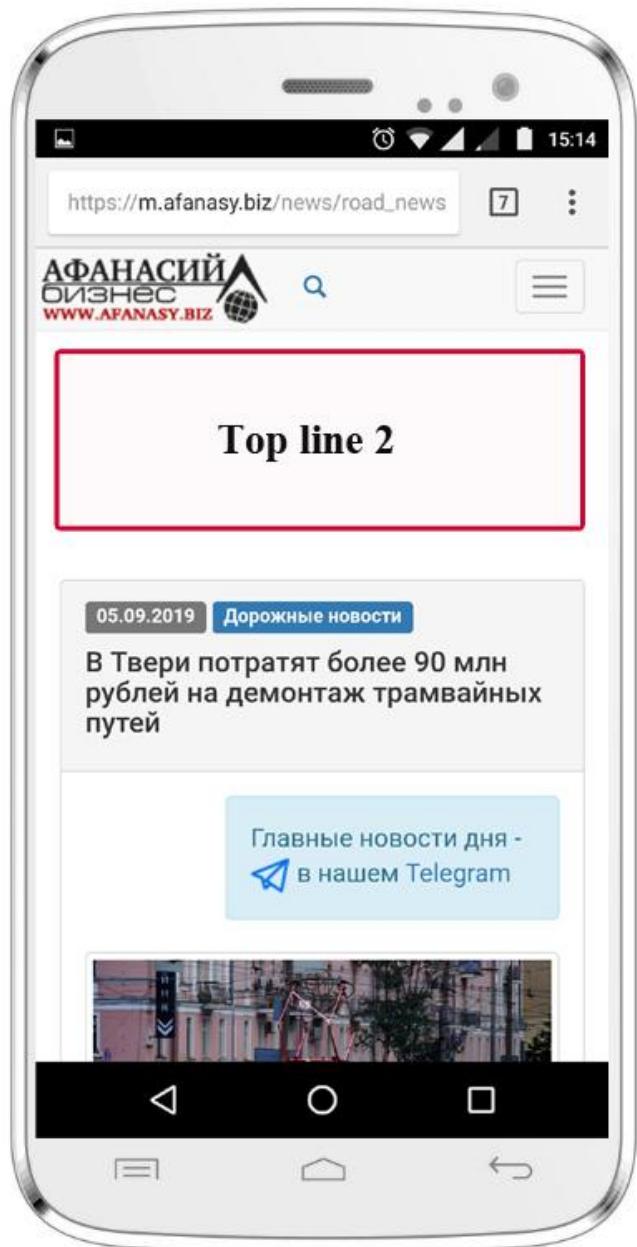 15:14
https://m.afanasy.biz/news/road_news
7
АФАНАСИЙ
БИЗНЕС
WWW.AFANASY.BIZ
Top line 2
05.09.2019 Дорожные новости
В Твери потратят более 90 млн
рублей на демонтаж трамвайных
путей
Главные новости дня -
в нашем Telegram